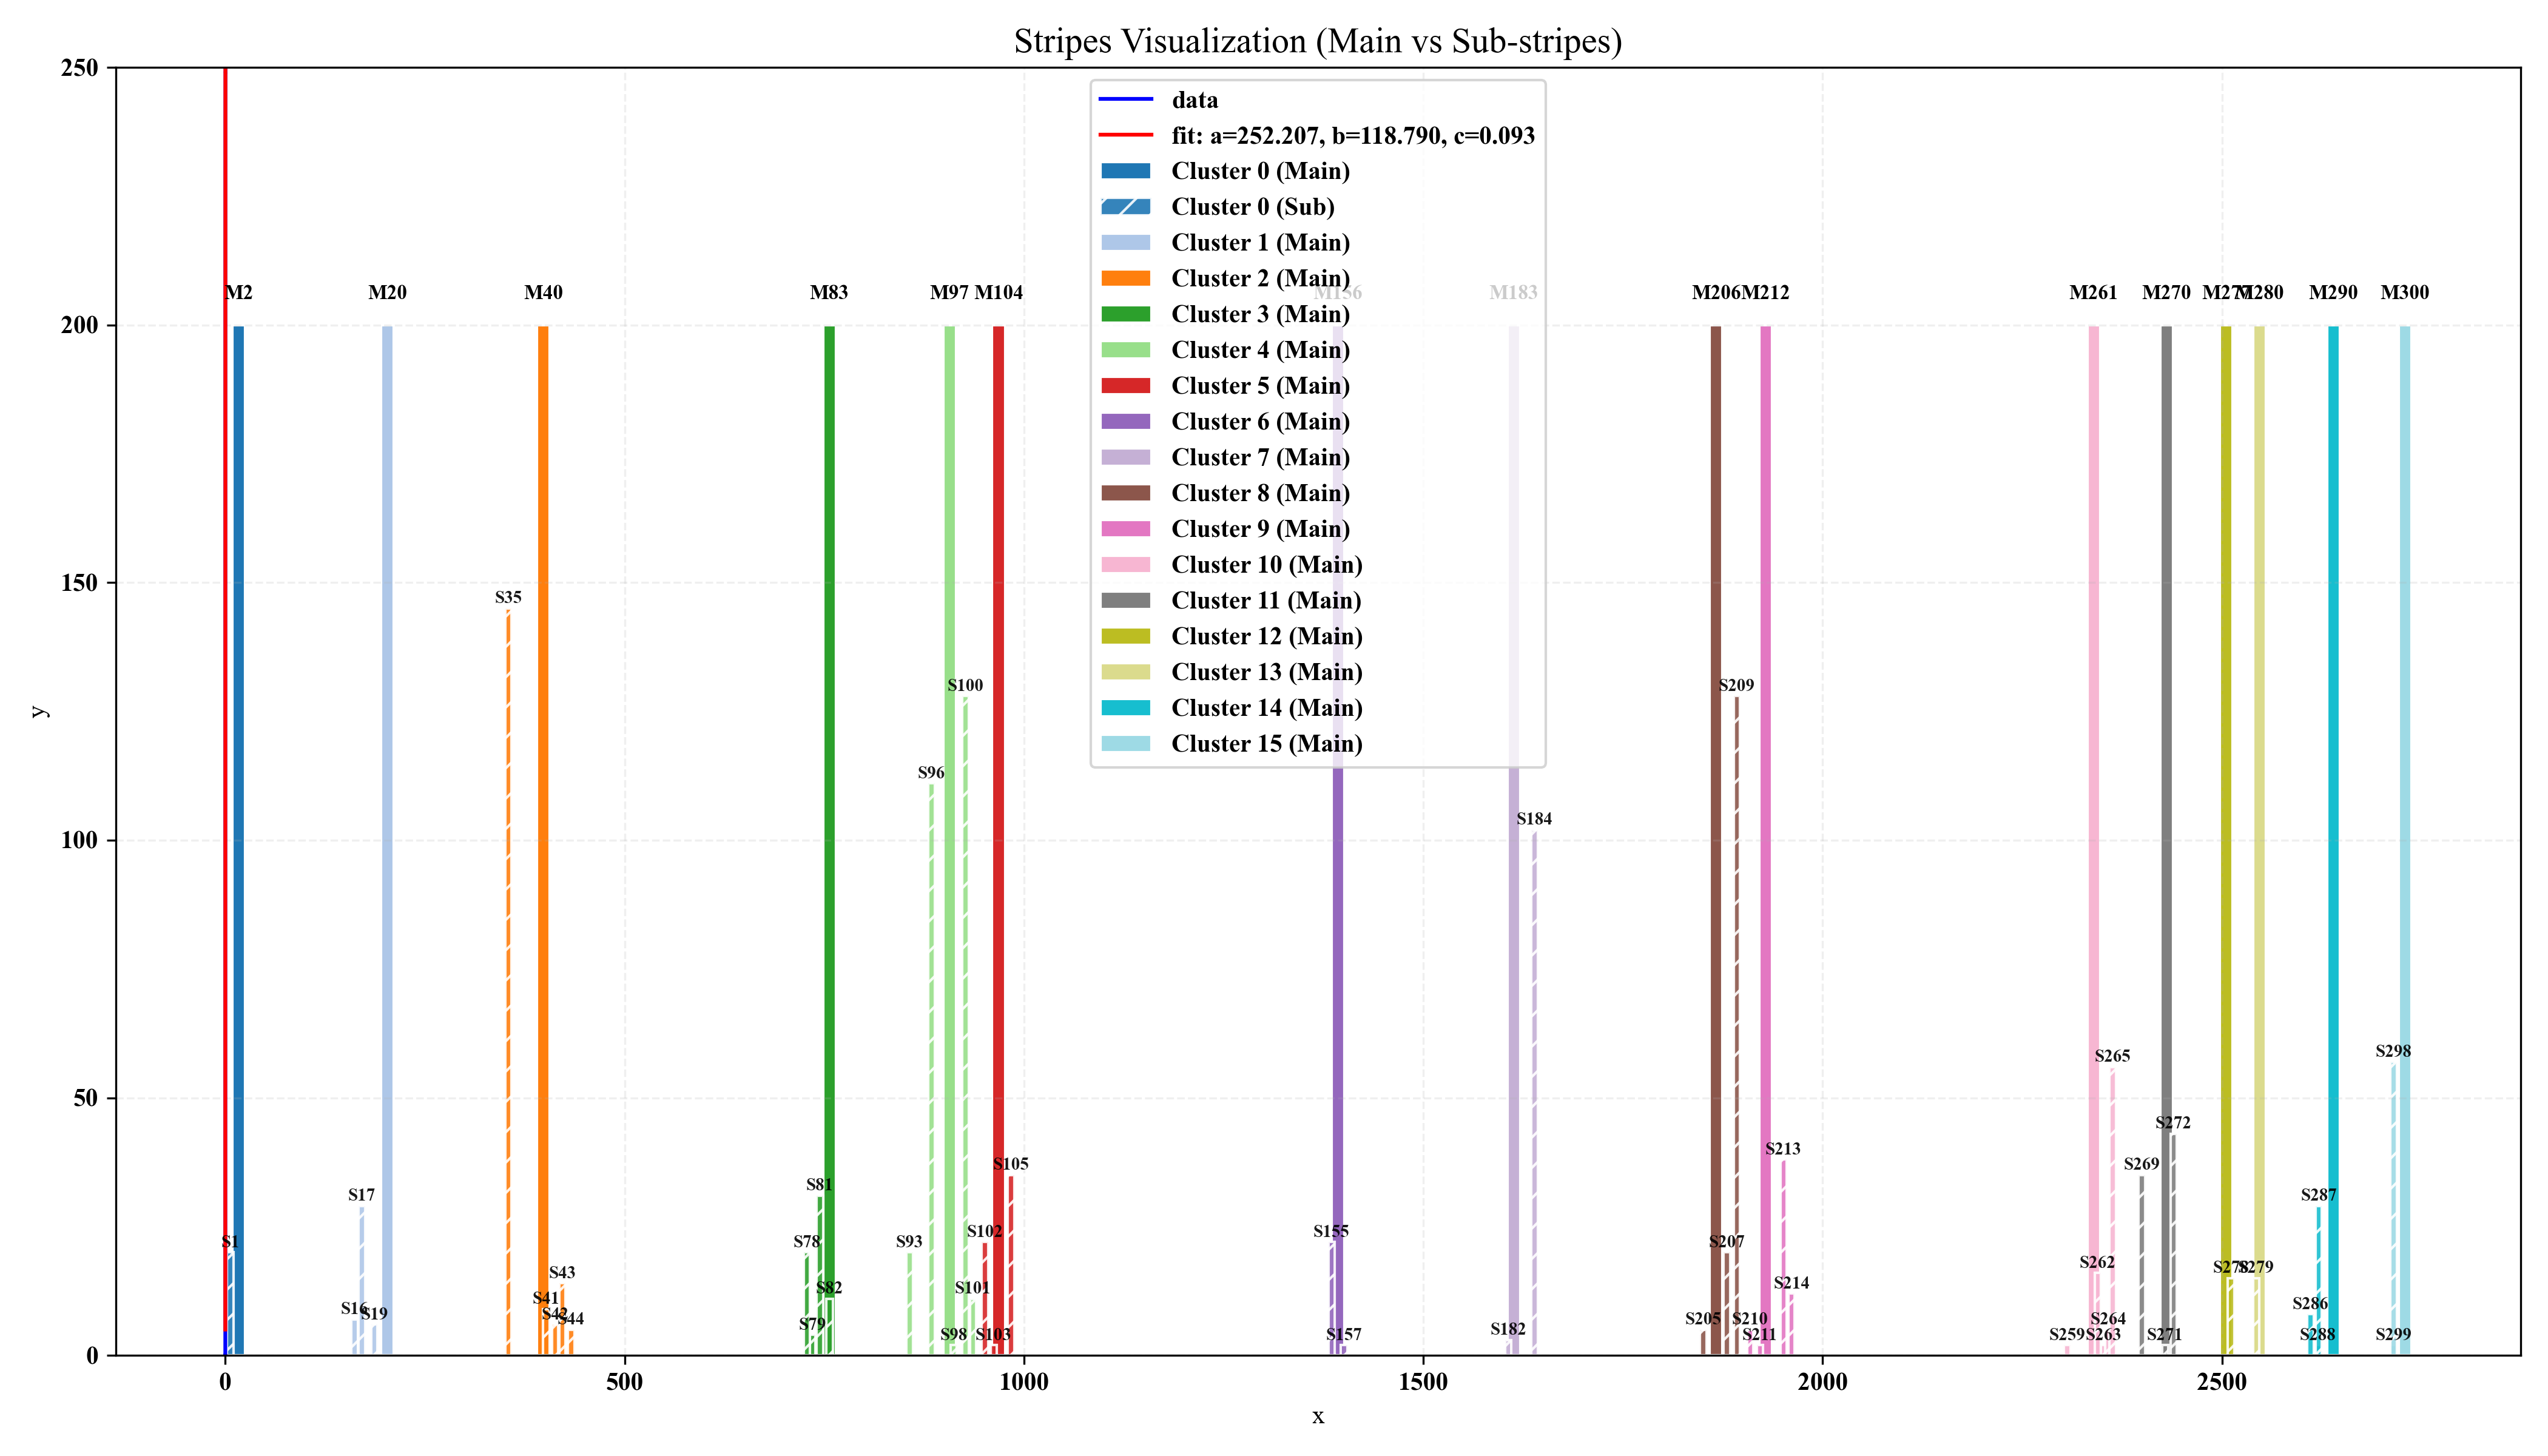 Stripes Visualization (Main vs Sub-stripes)
250
200
150
100
50
0
y
data
fit: a=252.207, b=118.790, c=0.093
Cluster 0 (Main)
Cluster 0 (Sub)
Cluster 1 (Main)
Cluster 2 (Main)
Cluster 3 (Main)
Cluster 4 (Main)
Cluster 5 (Main)
Cluster 6 (Main)
Cluster 7 (Main)
Cluster 8 (Main)
Cluster 9 (Main)
Cluster 10 (Main)
Cluster 11 (Main)
Cluster 12 (Main)
Cluster 13 (Main)
Cluster 14 (Main)
Cluster 15 (Main)
M2 M20 M40 M83 M97 M104 M156 M183 M206 M212 M261 M270 M277 M280 M290 M300
S35
S100 S209
S96
S184
S298
S265
S272
S213
S105 S269
S17 S81 S287
S1 S78 S93 S102 S155 S207
S43 S262 S278 S279
S82 S101 S214
S41
S16 S286
S19 S42 S44 S79 S182 S205 S210 S264
S98 S103 S157 S211 S259 S263 S271 S288 S299
0 500 1000 1500 2000 2500
x